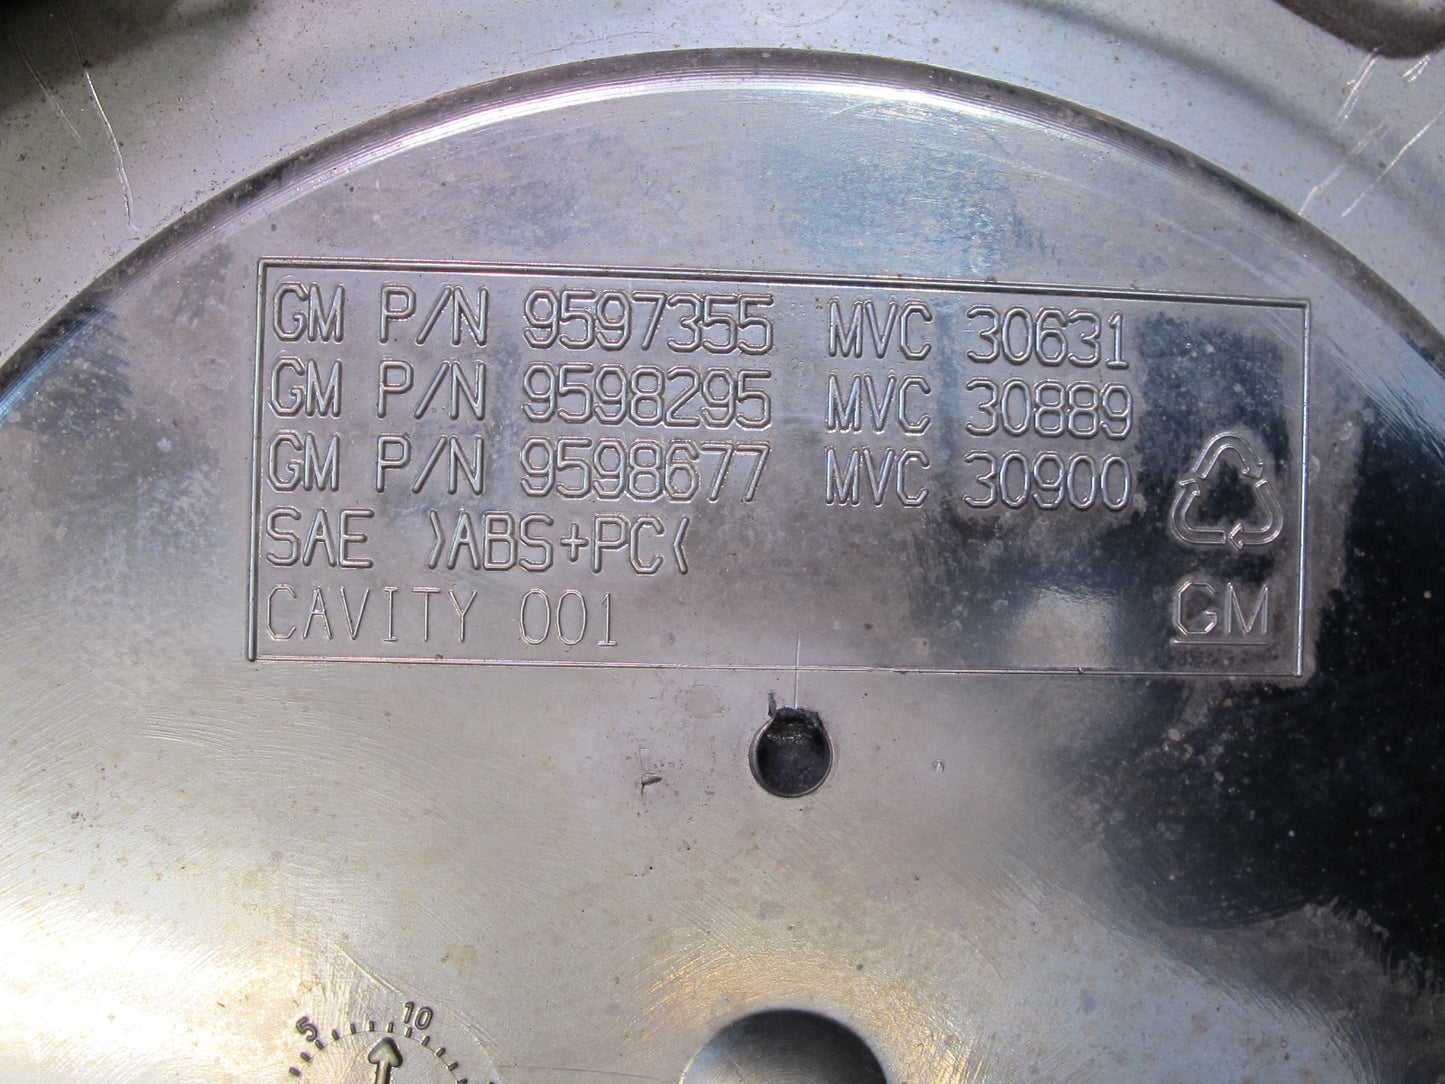 GM P/N 9597355 MVC 30631
GM P/N 9598295 MVC 30889
GM P/N 9598677 MVC 30900
SAE >ABS+PC<
CAVITY 001
GM
5 10